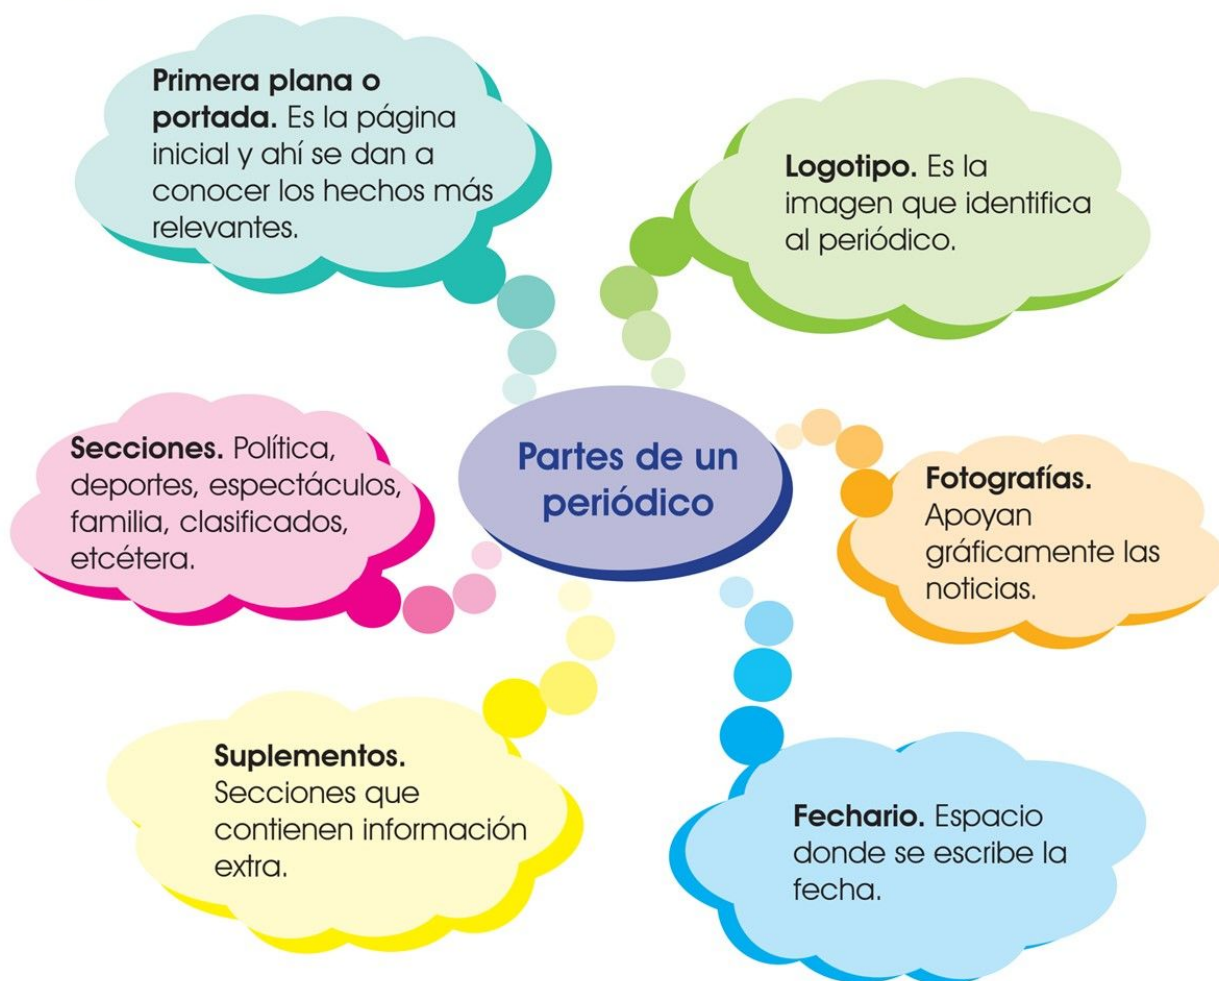 Primera plana o
portada. Es la página
inicial y ahí se dan a
conocer los hechos más
relevantes.
Logotipo. Es la
imagen que identifica
al periódico.
Secciones. Política,
deportes, espectáculos,
familia, clasificados,
etcétera.
Partes de un
periódico
Fotografías.
Apoyan
gráficamente las
noticias.
Suplementos.
Secciones que
contienen información
extra.
Fechario. Espacio
donde se escribe la
fecha.